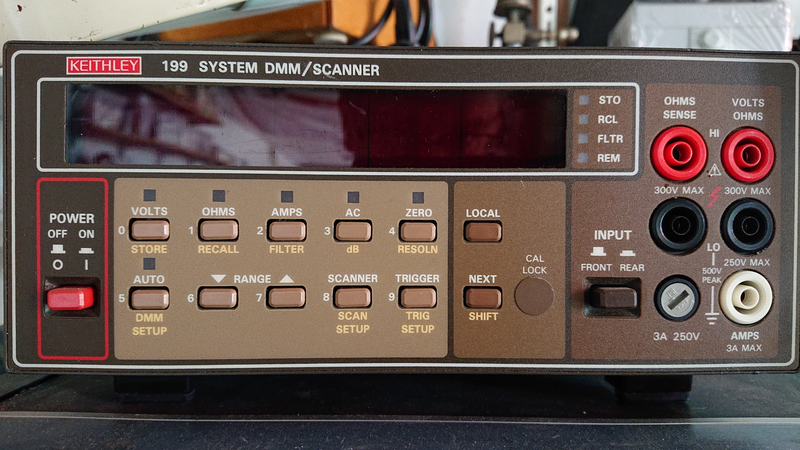 KEITHLEY 199 SYSTEM DMM/SCANNER
STO
RCL
FLTR
REM
OHMS SENSE
VOLTS OHMS
HI
300V MAX 300V MAX
POWER
OFF ON
O I
VOLTS OHMS AMPS AC ZERO
0 1 2 3 4
STORE RECALL FILTER dB RESOLN
AUTO RANGE SCANNER TRIGGER
5 6 7 8 9
DMM SETUP
SCAN SETUP
TRIG SETUP
LOCAL
NEXT
SHIFT
CAL LOCK
INPUT
FRONT REAR
LO
250V MAX
500V PEAK
3A 250V
AMPS
3A MAX